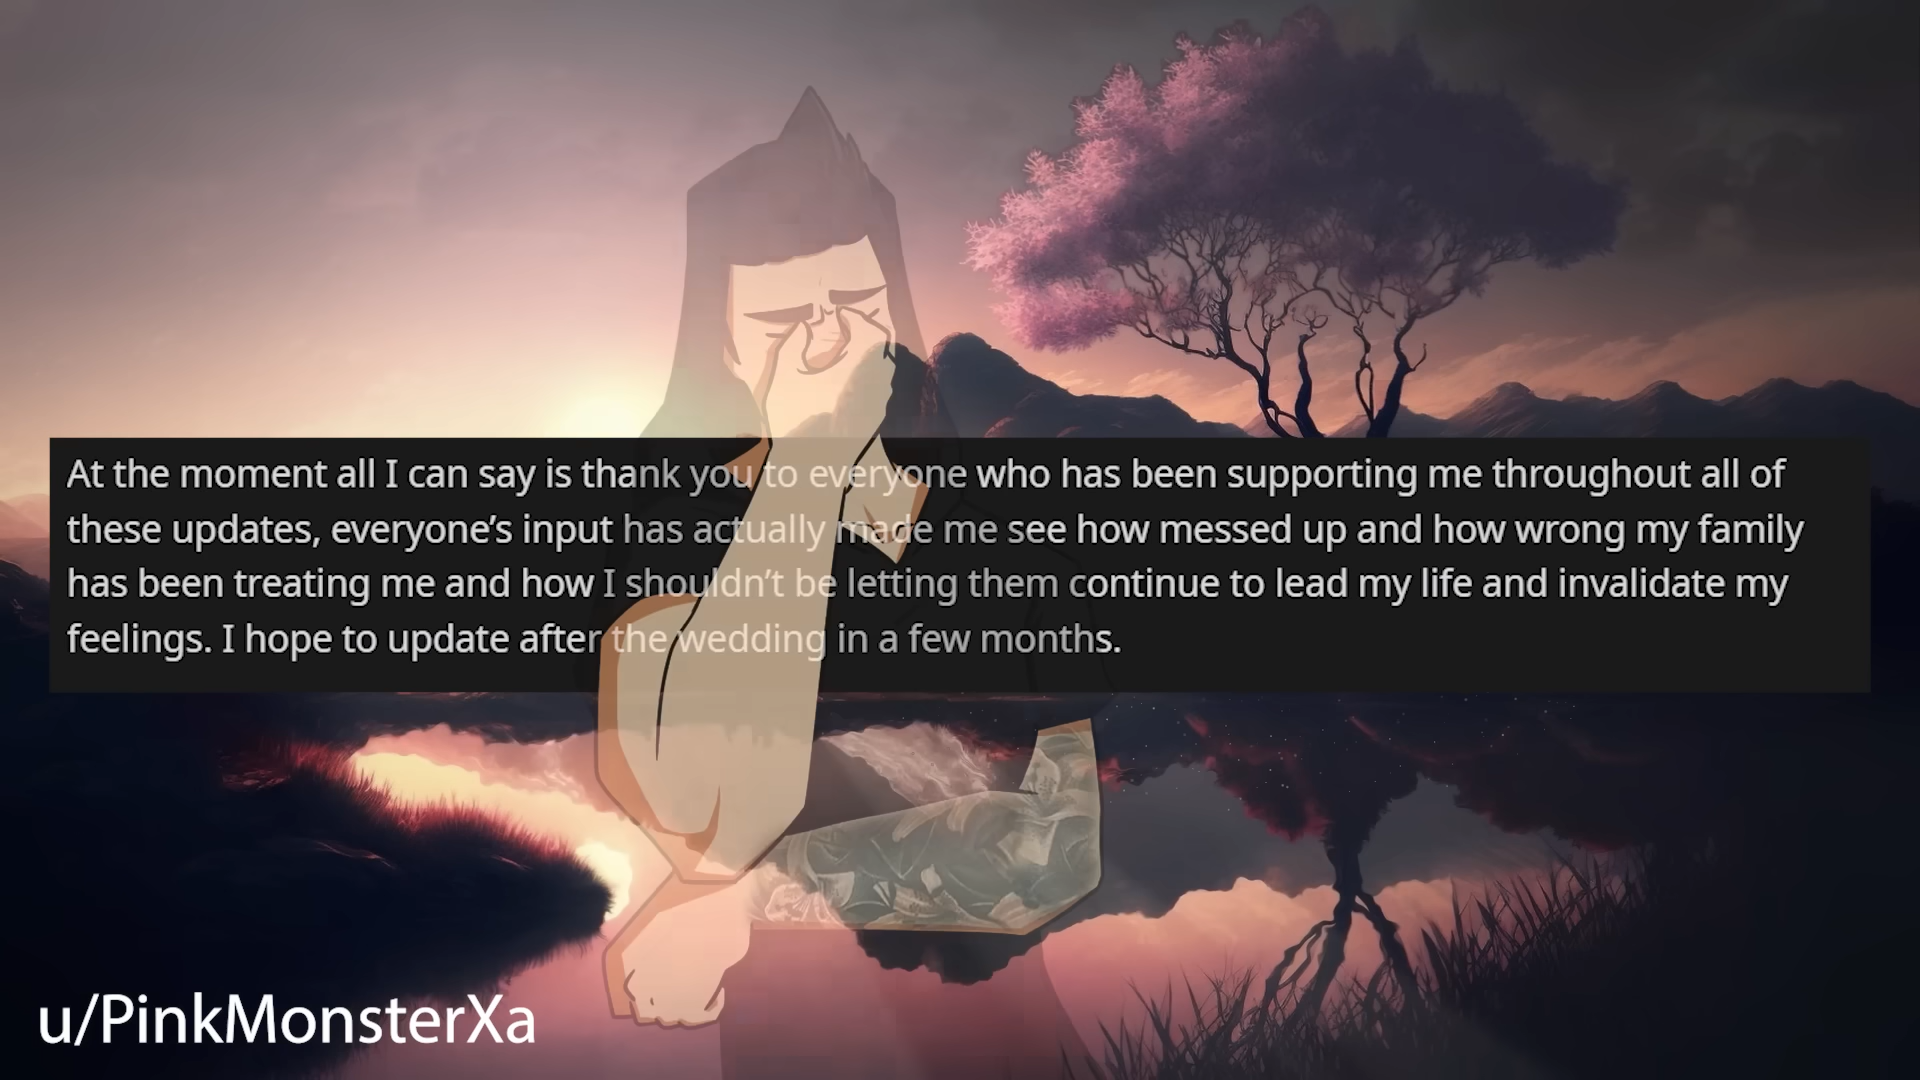 At the moment all I can say is thank you to everyone who has been supporting me throughout all of
these updates, everyone’s input has actually made me see how messed up and how wrong my family
has been treating me and how I shouldn’t be letting them continue to lead my life and invalidate my
feelings. I hope to update after the wedding in a few months.
u/PinkMonsterXa